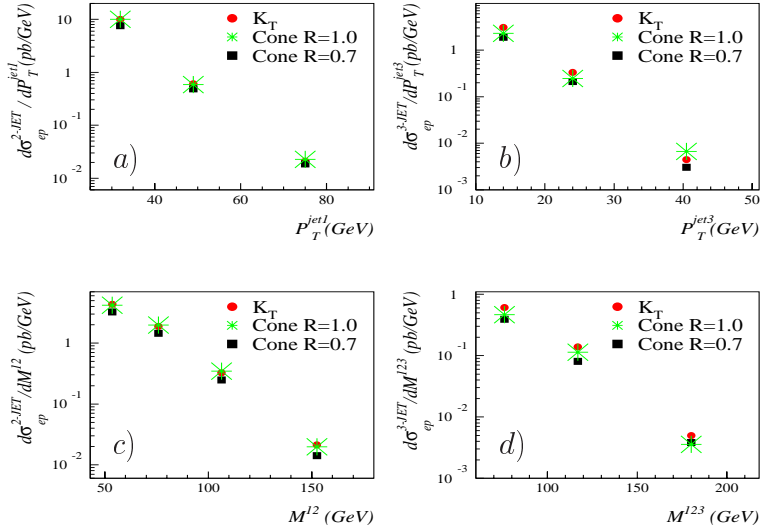 dσ_ep^2-JET / dP_T^jet1 (pb/GeV)
10
1
10^-1
10^-2
K_T
Cone R=1.0
Cone R=0.7
a)
40 60 80
P_T^jet1 (GeV)
dσ_ep^3-JET / dP_T^jet3 (pb/GeV)
1
10^-1
10^-2
10^-3
K_T
Cone R=1.0
Cone R=0.7
b)
10 20 30 40 50
P_T^jet3 (GeV)
dσ_ep^2-JET / dM^12 (pb/GeV)
1
10^-1
10^-2
K_T
Cone R=1.0
Cone R=0.7
c)
50 100 150
M^12 (GeV)
dσ_ep^3-JET / dM^123 (pb/GeV)
1
10^-1
10^-2
10^-3
K_T
Cone R=1.0
Cone R=0.7
d)
100 150 200
M^123 (GeV)